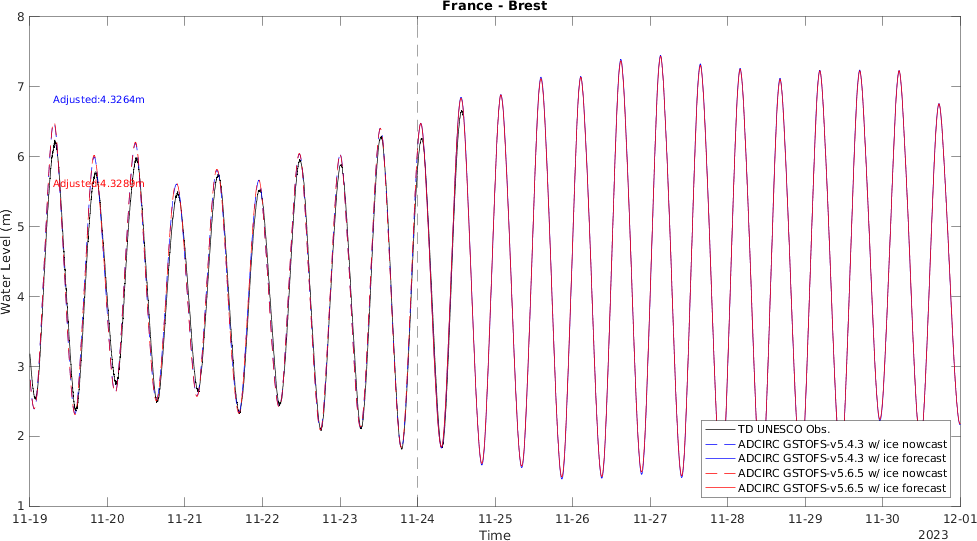 France - Brest
8
7
6
5
4
3
2
1
Water Level (m)
Adjusted:4.3264m
Adjusted:4.3289m
TD UNESCO Obs.
ADCIRC GSTOFS-v5.4.3 w/ ice nowcast
ADCIRC GSTOFS-v5.4.3 w/ ice forecast
ADCIRC GSTOFS-v5.6.5 w/ ice nowcast
ADCIRC GSTOFS-v5.6.5 w/ ice forecast
11-19 11-20 11-21 11-22 11-23 11-24 11-25 11-26 11-27 11-28 11-29 11-30 12-01
Time
2023